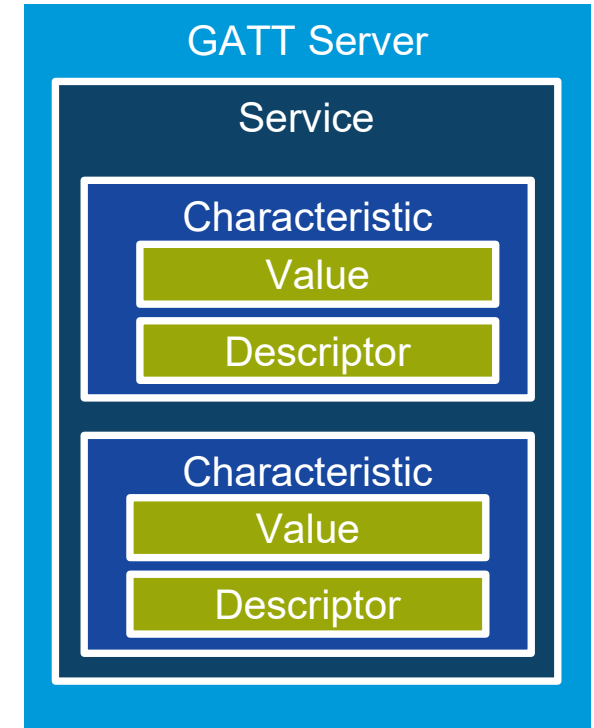 GATT Server
Service
Characteristic
Value
Descriptor
Characteristic
Value
Descriptor